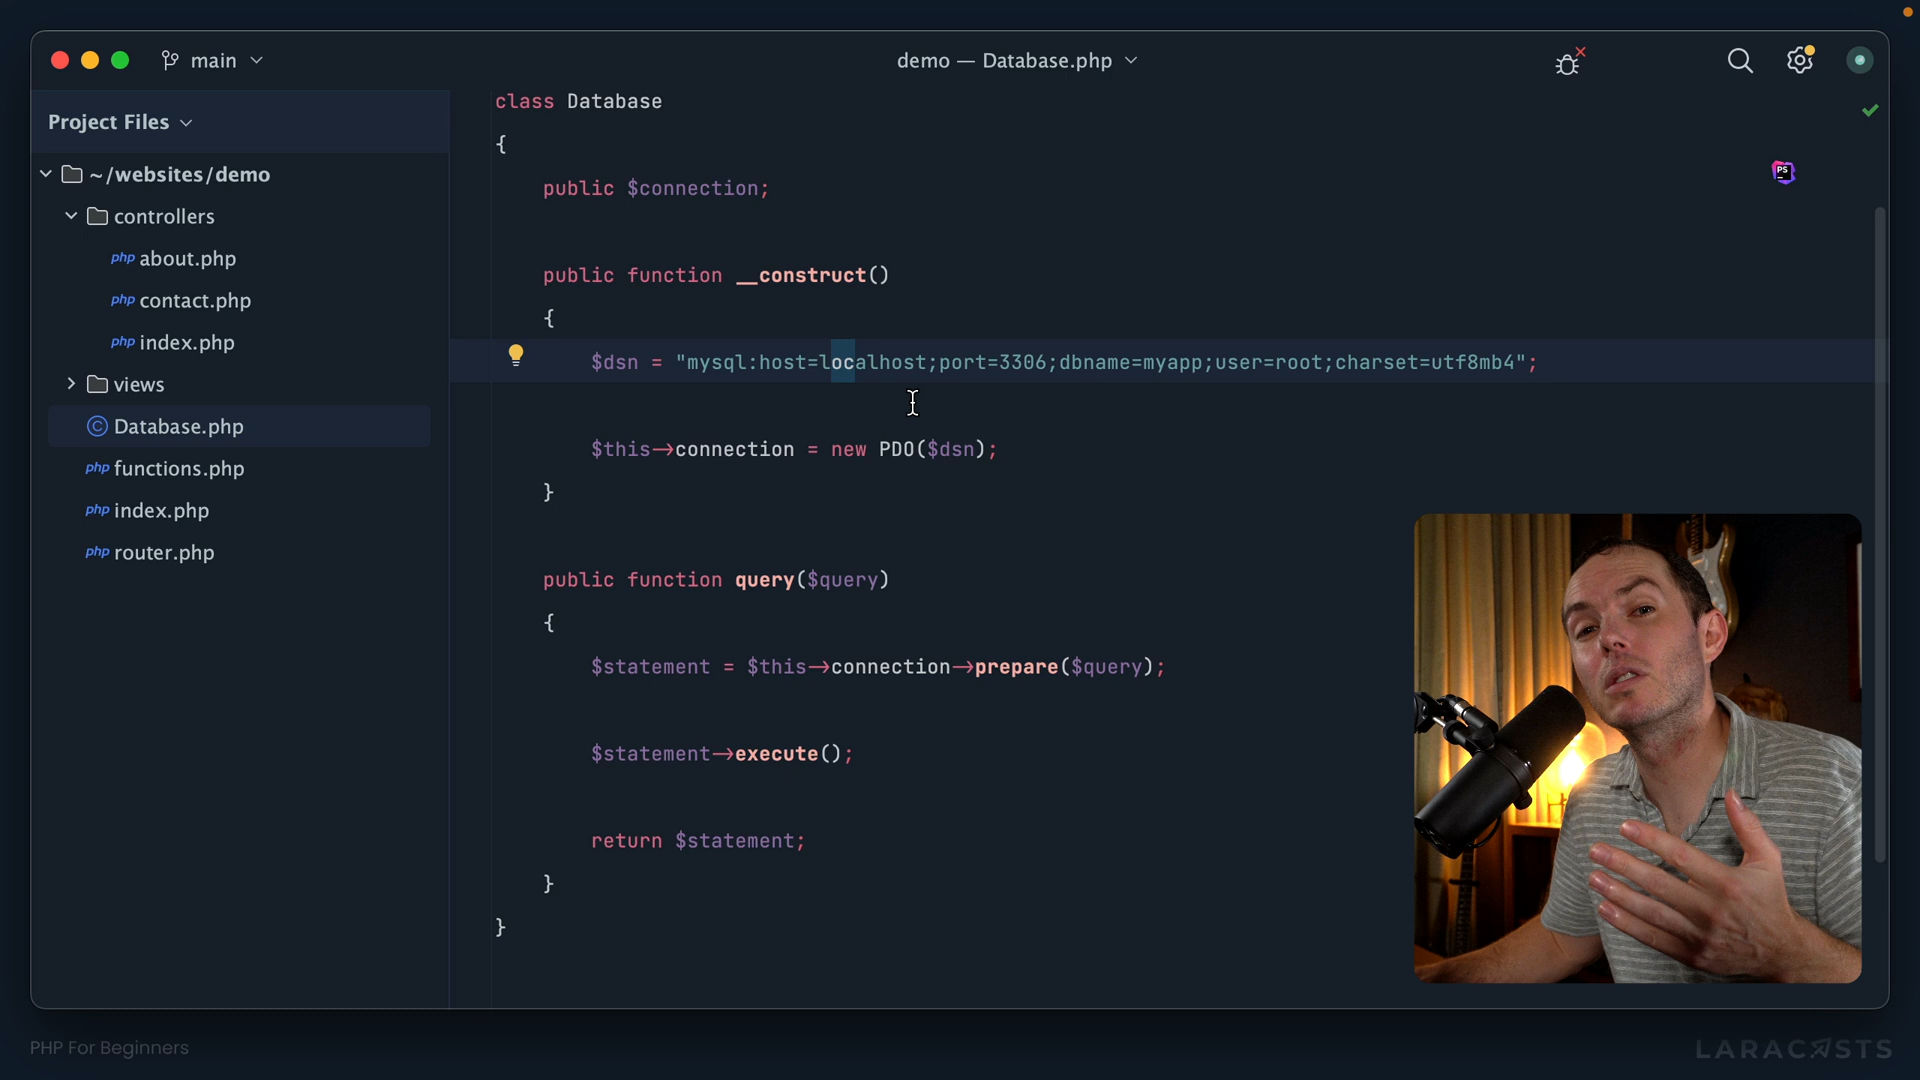 main
demo — Database.php
Project Files
~/websites/demo
controllers
php about.php
php contact.php
php index.php
views
C Database.php
php functions.php
php index.php
php router.php
class Database
{
public $connection;
public function __construct()
{
$dsn = "mysql:host=localhost;port=3306;dbname=myapp;user=root;charset=utf8mb4";
$this->connection = new PDO($dsn);
}
public function query($query)
{
$statement = $this->connection->prepare($query);
$statement->execute();
return $statement;
}
}
PS
PHP For Beginners
LARACASTS